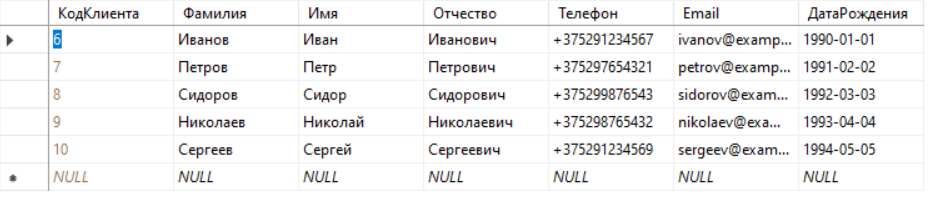 КодКлиента Фамилия Имя Отчество Телефон Email ДатаРождения
6 Иванов Иван Иванович +375291234567 ivanov@examp... 1990-01-01
7 Петров Петр Петрович +375297654321 petrov@examp... 1991-02-02
8 Сидоров Сидор Сидорович +375299876543 sidorov@exam... 1992-03-03
9 Николаев Николай Николаевич +375298765432 nikolaev@exa... 1993-04-04
10 Сергеев Сергей Сергеевич +375291234569 sergeev@exam... 1994-05-05
NULL NULL NULL NULL NULL NULL NULL